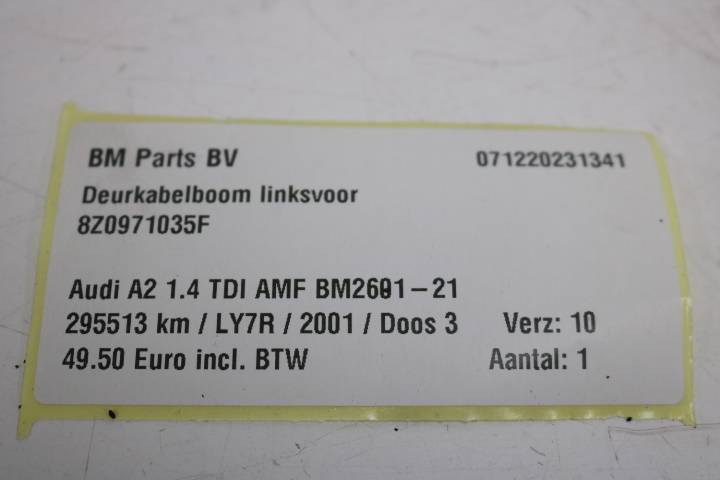 BM Parts BV 071220231341
Deurkabelboom linksvoor
8Z0971035F
Audi A2 1.4 TDI AMF BM2601-21
295513 km / LY7R / 2001 / Doos 3 Verz: 10
49.50 Euro incl. BTW Aantal: 1